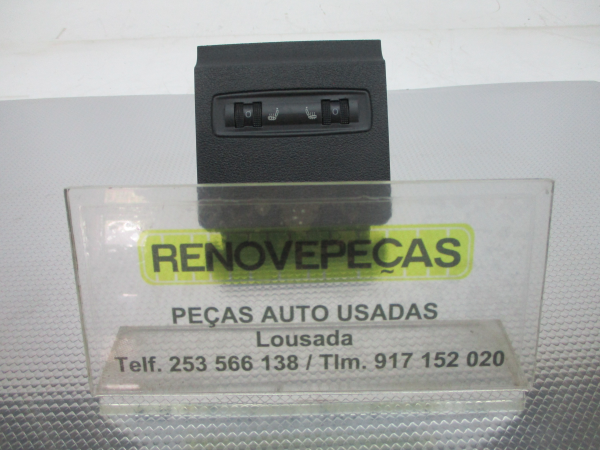 RENOVEPEÇAS
PEÇAS AUTO USADAS
Lousada
Telf. 253 566 138 / Tlm. 917 152 020